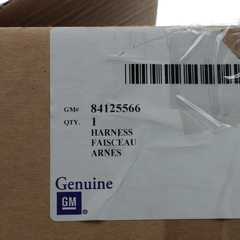 GM# 84125566
QTY. 1
HARNESS
FAISCEAU
ARNES
Genuine
GM